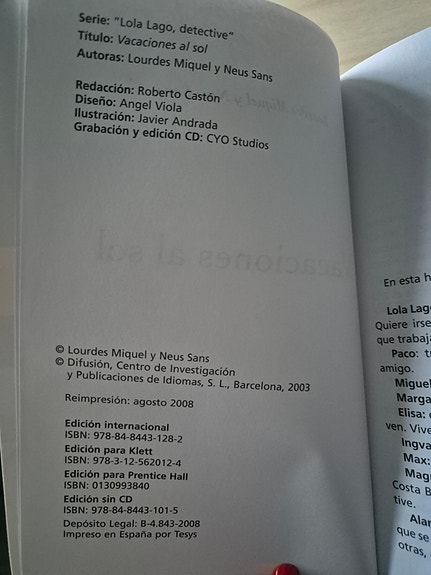 Serie: "Lola Lago, detective"
Título: Vacaciones al sol
Autoras: Lourdes Miquel y Neus Sans
Redacción: Roberto Castón
Diseño: Angel Viola
Ilustración: Javier Andrada
Grabación y edición CD: CYO Studios
© Lourdes Miquel y Neus Sans
© Difusión, Centro de Investigación
y Publicaciones de Idiomas, S. L., Barcelona, 2003
Reimpresión: agosto 2008
Edición internacional
ISBN: 978-84-8443-128-2
Edición para Klett
ISBN: 978-3-12-562012-4
Edición para Prentice Hall
ISBN: 0130993840
Edición sin CD
ISBN: 978-84-8443-101-5
Depósito Legal: B-4.843-2008
Impreso en España por Tesys
En esta h
Lola Lago
Quiere irse
que trabaj
Paco: t
amigo.
Miguel
Marga
Elisa:
ven. Vive
Ingva
Max:
Magn
Costa B
tive.
Alar
que se
otras,